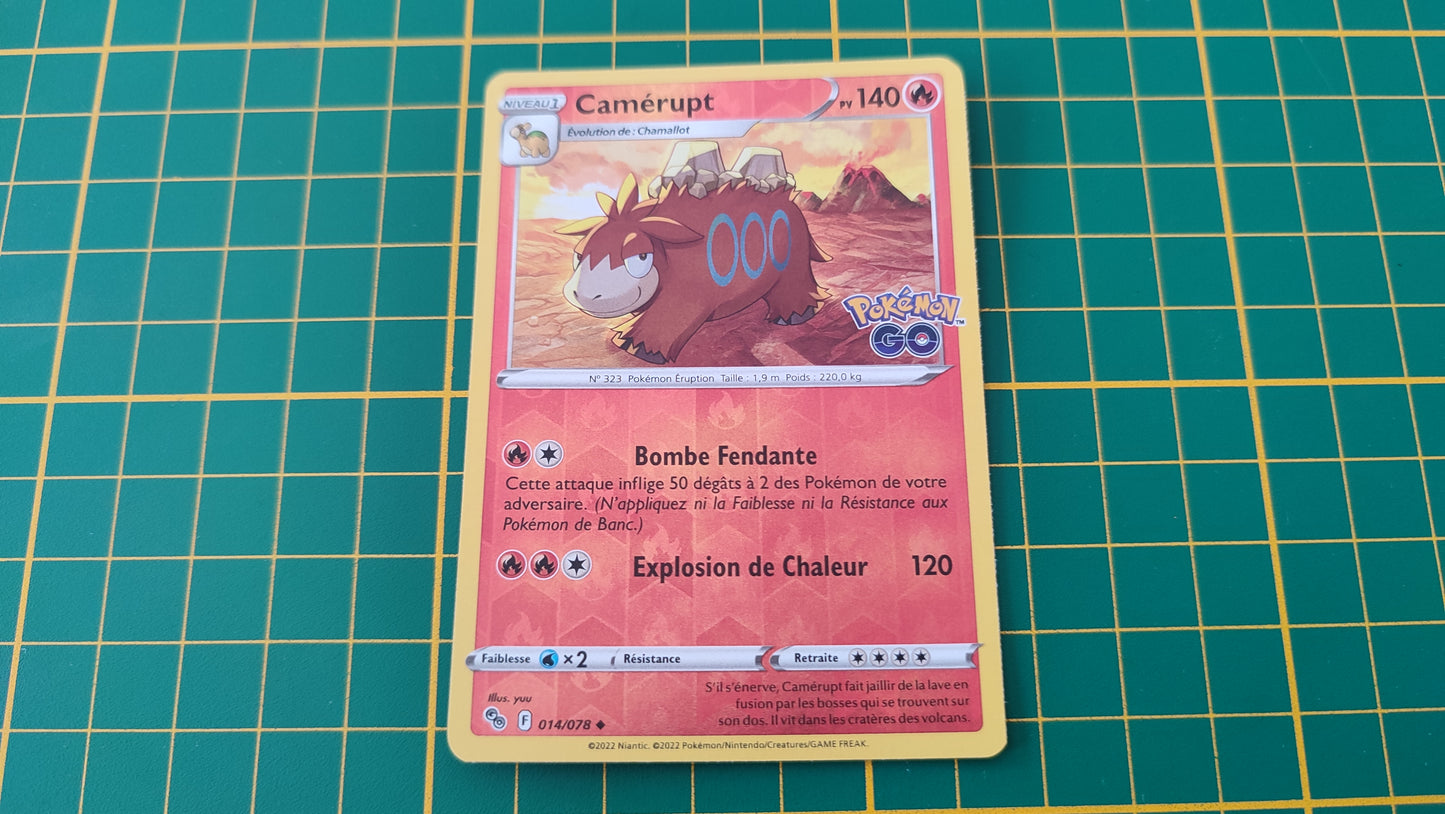 NIVEAU 1
Camérupt
PV 140
Évolution de : Chamallot
POKéMON™
GO
N° 323 Pokémon Éruption Taille : 1,9 m Poids : 220,0 kg
Bombe Fendante
Cette attaque inflige 50 dégâts à 2 des Pokémon de votre
adversaire. (N'appliquez ni la Faiblesse ni la Résistance aux
Pokémon de Banc.)
Explosion de Chaleur 120
Faiblesse ×2 Résistance Retraite
S'il s'énerve, Camérupt fait jaillir de la lave en
fusion par les bosses qui se trouvent sur
son dos. Il vit dans les cratères des volcans.
Illus. yuu
GO F 014/078
©2022 Niantic. ©2022 Pokémon/Nintendo/Creatures/GAME FREAK.